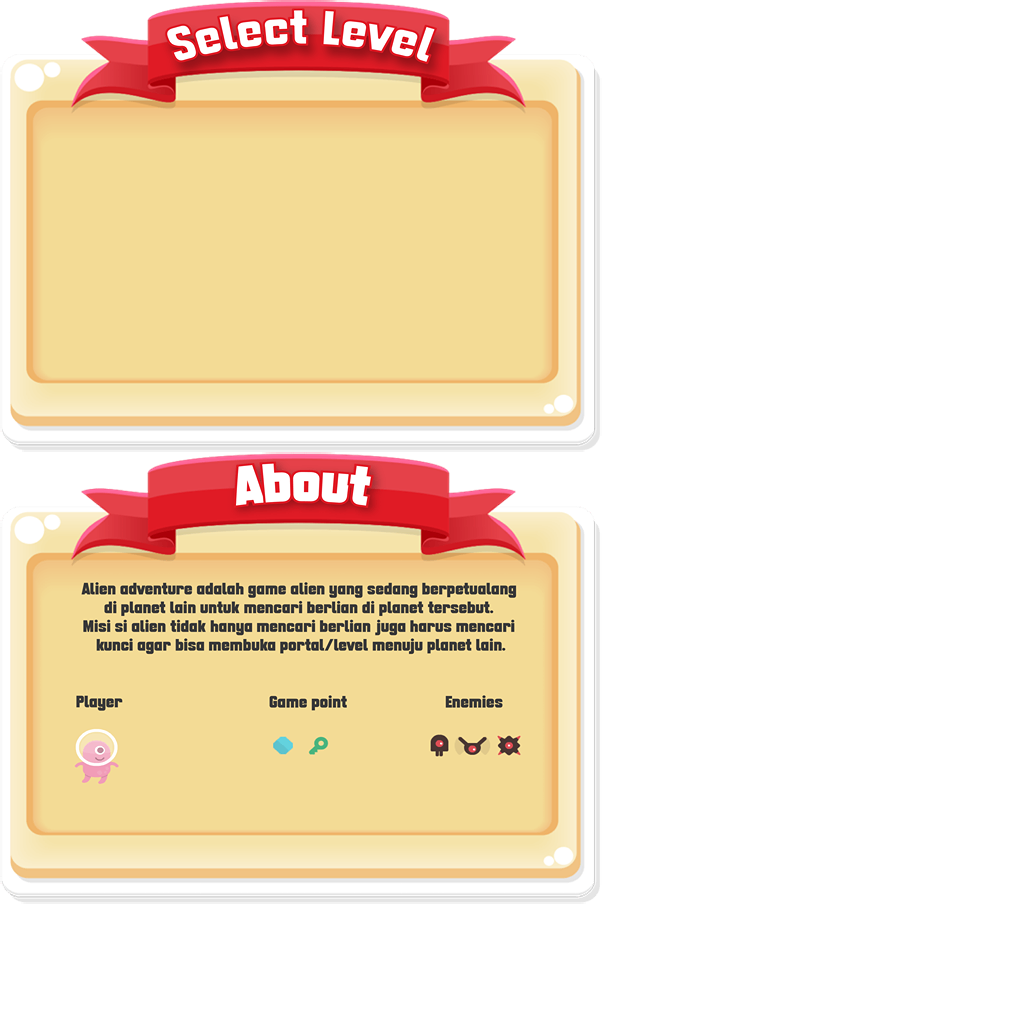 Select Level
About
Alien adventure adalah game alien yang sedang berpetualang
di planet lain untuk mencari berlian di planet tersebut.
Misi si alien tidak hanya mencari berlian juga harus mencari
kunci agar bisa membuka portal/level menuju planet lain.
Player
Game point
Enemies